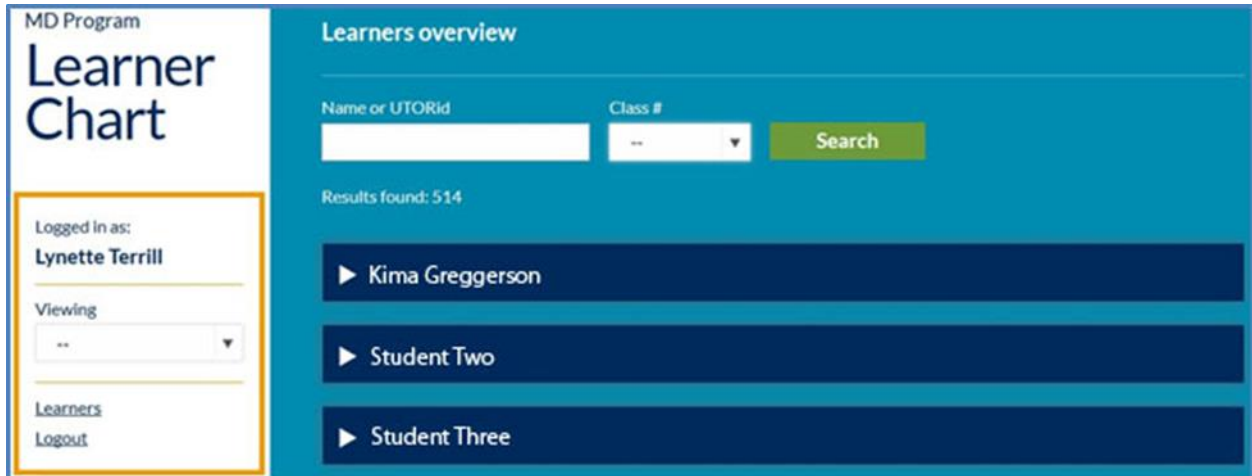 MD Program
Learner
Chart
Logged in as:
Lynette Terrill
Viewing
--
Learners
Logout
Learners overview
Name or UTORid
Class #
--
Search
Results found: 514
Kima Greggerson
Student Two
Student Three